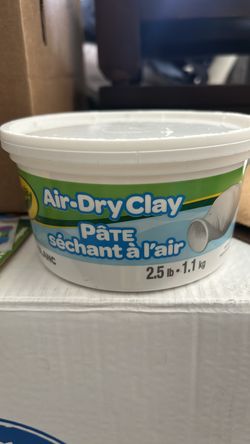 Air-Dry Clay
PÂTE
séchant à l'air
2.5 lb • 1.1 kg